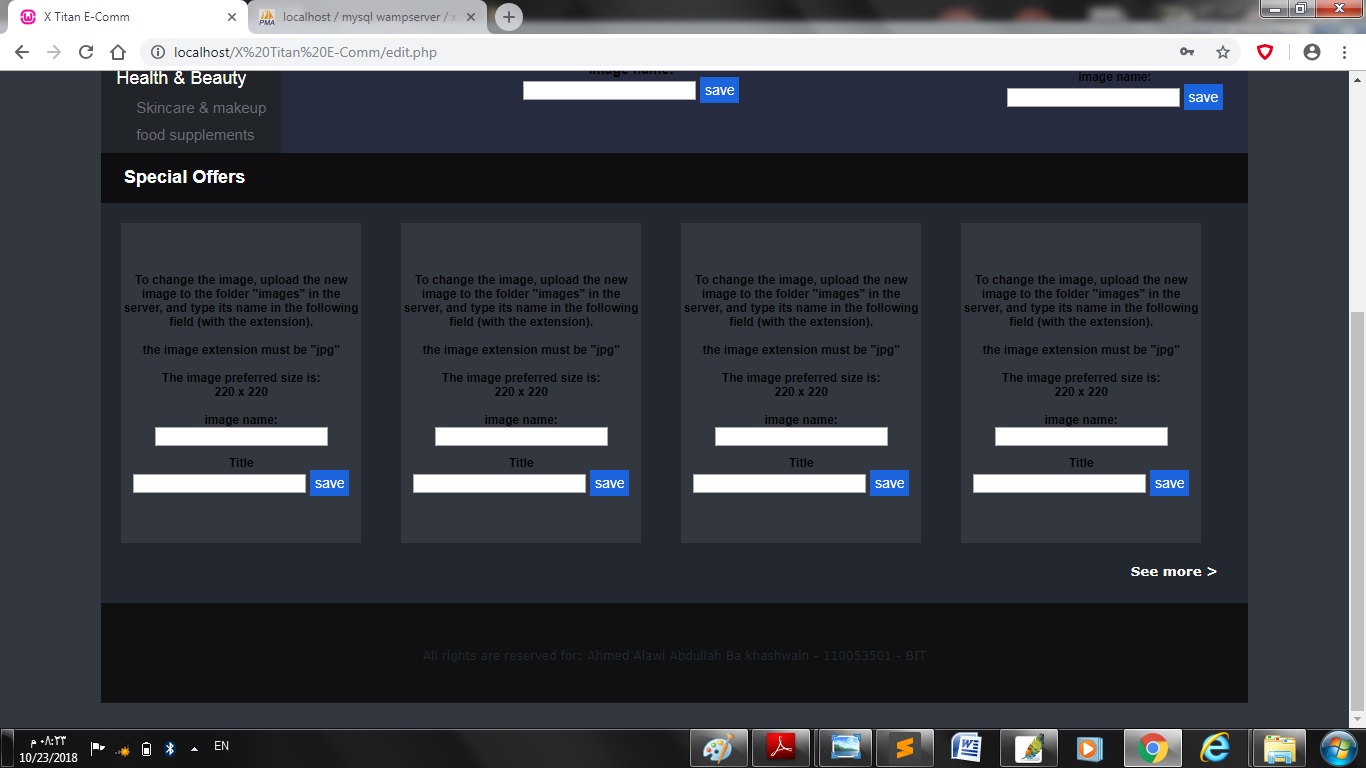 X Titan E-Comm
localhost / mysql wampserver / x
localhost/X%20Titan%20E-Comm/edit.php
Health & Beauty
Skincare & makeup
food supplements
image name:
save
image name:
save
Special Offers
To change the image, upload the new
image to the folder "images" in the
server, and type its name in the following
field (with the extension).
the image extension must be "jpg"
The image preferred size is:
220 x 220
image name:
Title
save
To change the image, upload the new
image to the folder "images" in the
server, and type its name in the following
field (with the extension).
the image extension must be "jpg"
The image preferred size is:
220 x 220
image name:
Title
save
To change the image, upload the new
image to the folder "images" in the
server, and type its name in the following
field (with the extension).
the image extension must be "jpg"
The image preferred size is:
220 x 220
image name:
Title
save
To change the image, upload the new
image to the folder "images" in the
server, and type its name in the following
field (with the extension).
the image extension must be "jpg"
The image preferred size is:
220 x 220
image name:
Title
save
See more >
All rights are reserved for: Ahmed Alawi Abdullah Ba khashwain - 110053501 - BIT
٠٨:٢٣ م
10/23/2018
EN